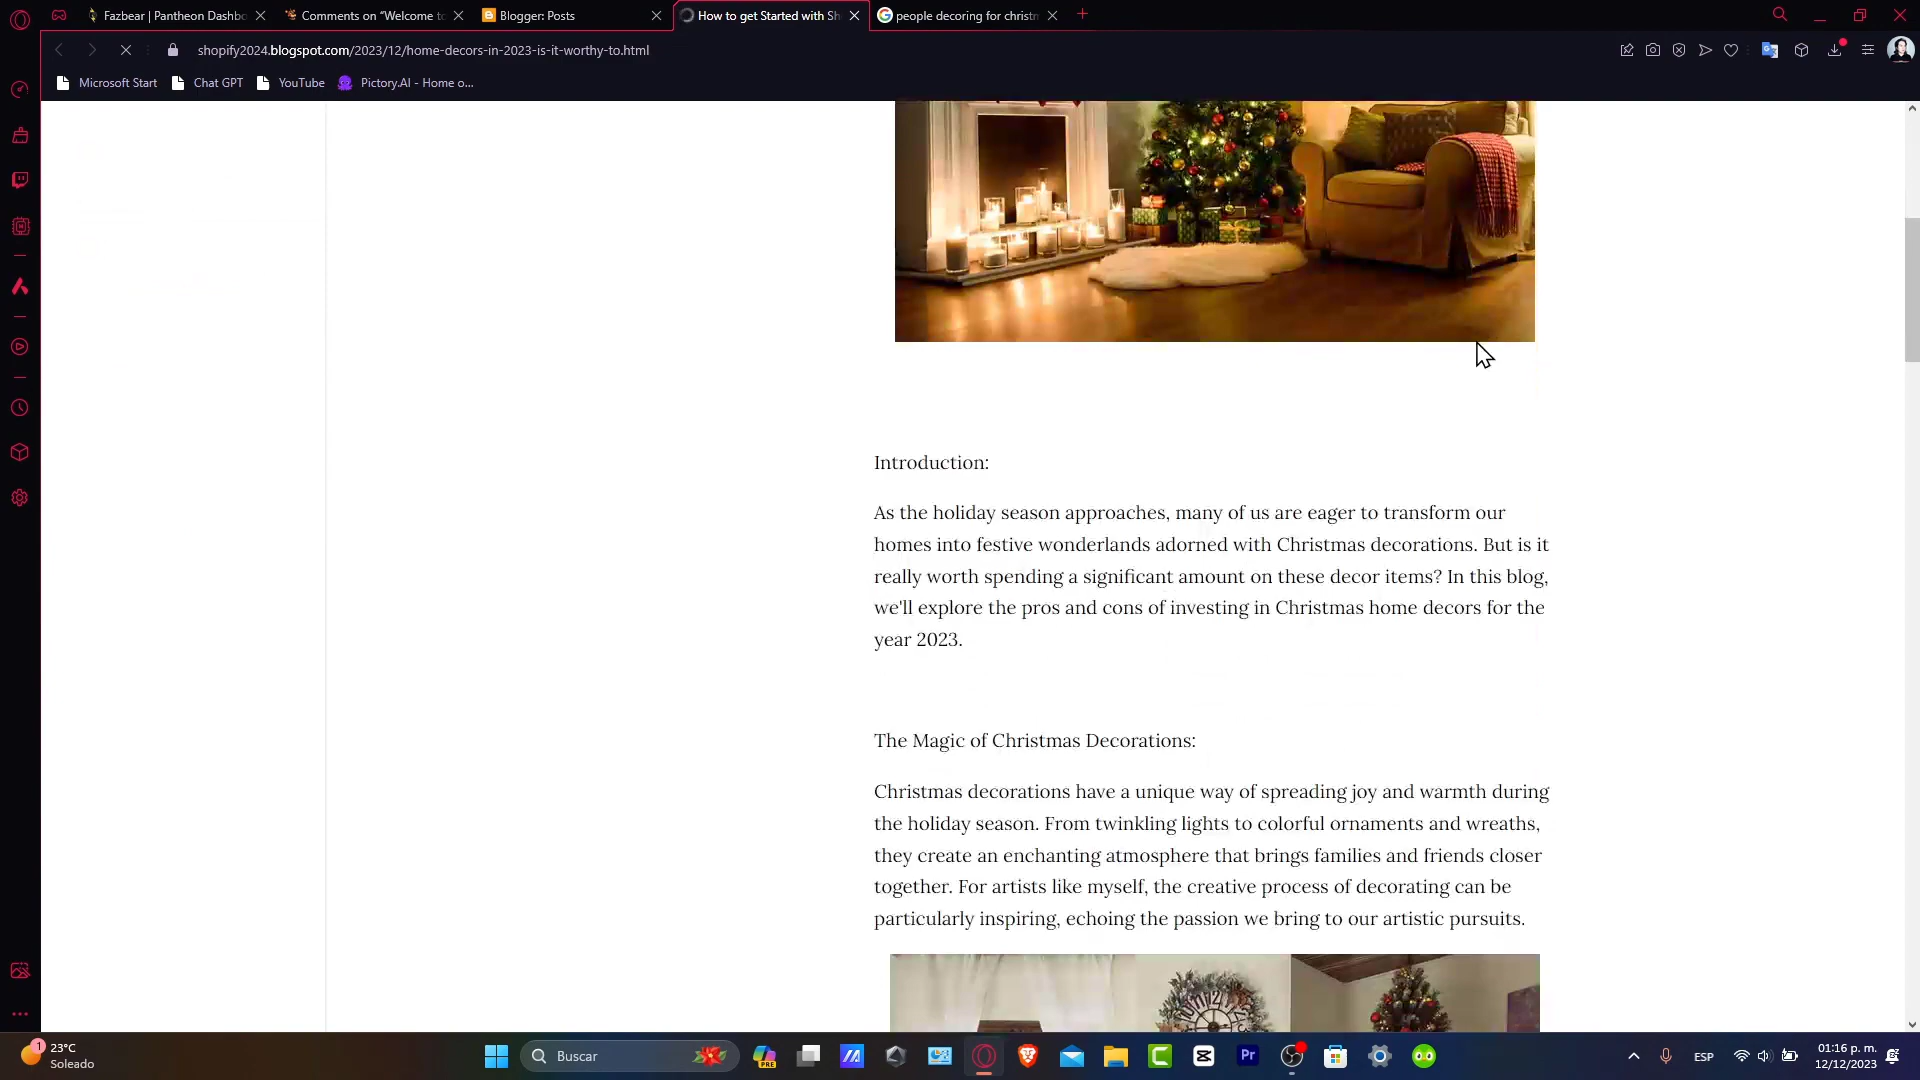 Fazbear | Pantheon Dashbo
Comments on “Welcome to
Blogger: Posts
How to get Started with Sh
people decoring for christm
shopify2024.blogspot.com/2023/12/home-decors-in-2023-is-it-worthy-to.html
Microsoft Start
Chat GPT
YouTube
Pictory.AI - Home o...
Introduction:
As the holiday season approaches, many of us are eager to transform our
homes into festive wonderlands adorned with Christmas decorations. But is it
really worth spending a significant amount on these decor items? In this blog,
we'll explore the pros and cons of investing in Christmas home decors for the
year 2023.
The Magic of Christmas Decorations:
Christmas decorations have a unique way of spreading joy and warmth during
the holiday season. From twinkling lights to colorful ornaments and wreaths,
they create an enchanting atmosphere that brings families and friends closer
together. For artists like myself, the creative process of decorating can be
particularly inspiring, echoing the passion we bring to our artistic pursuits.
1
23°C
Soleado
Buscar
PRE
Pr
ESP
01:16 p. m.
12/12/2023